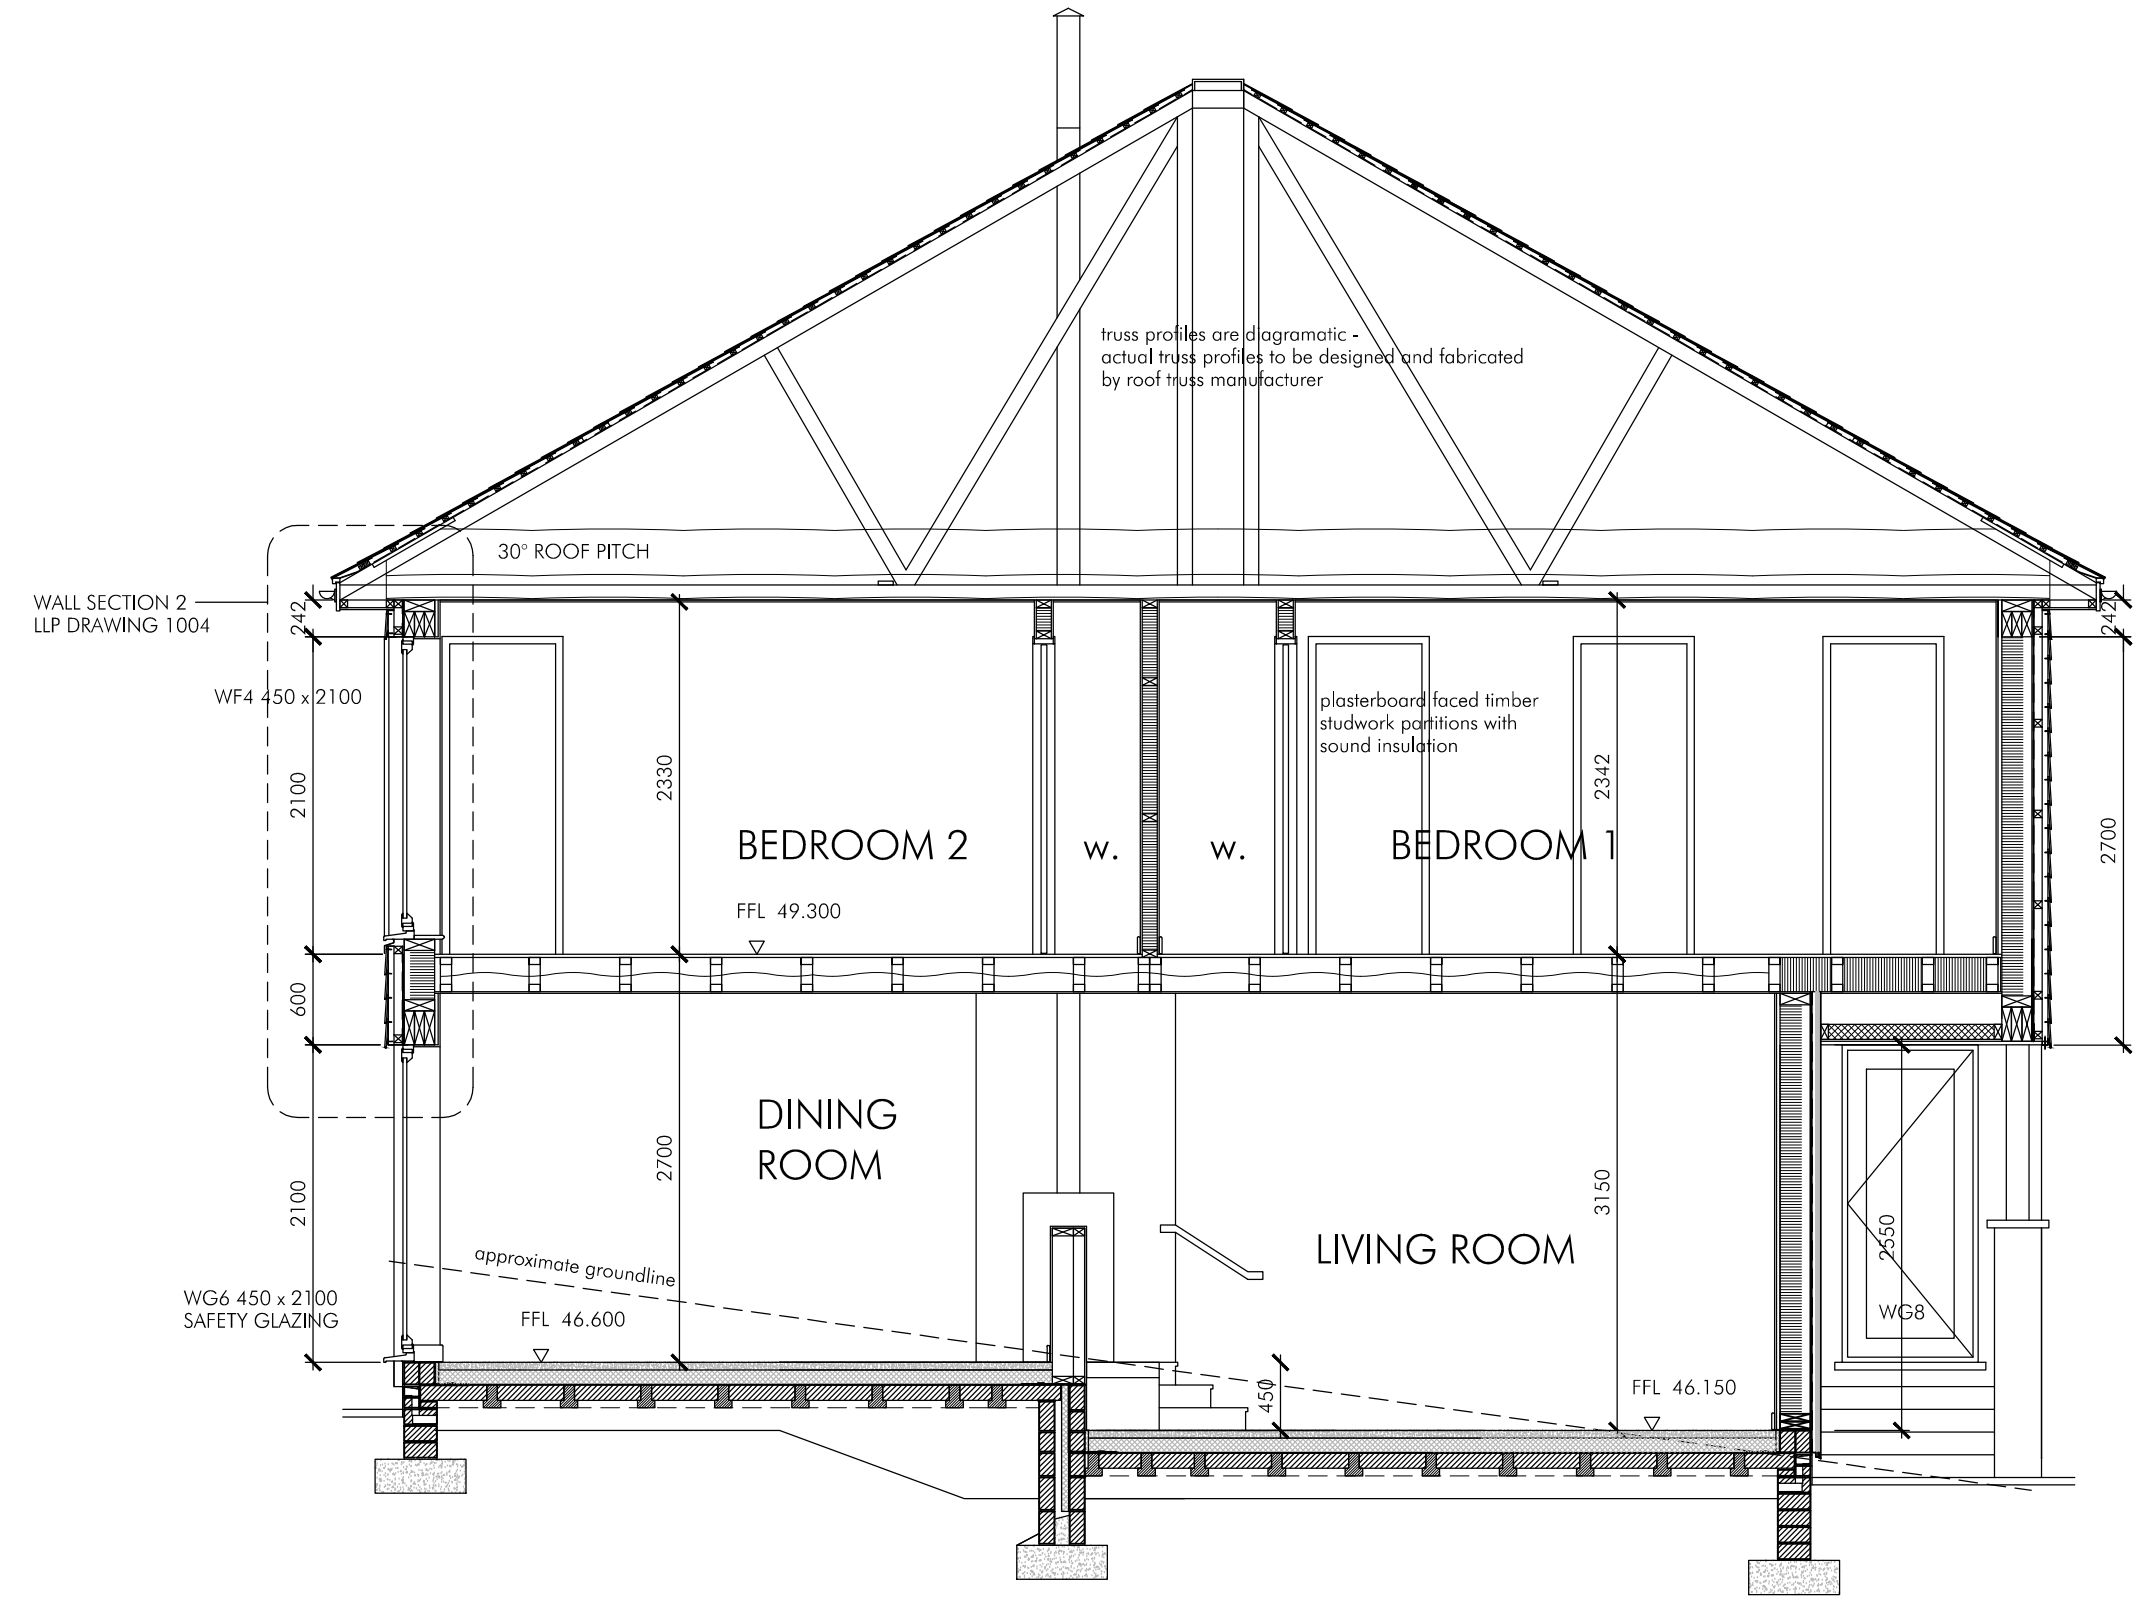 truss profiles are diagramatic -
actual truss profiles to be designed and fabricated
by roof truss manufacturer
30° ROOF PITCH
WALL SECTION 2
LLP DRAWING 1004
242
242
WF4 450 x 2100
plasterboard faced timber
studwork partitions with
sound insulation
2100
2330
2342
2700
BEDROOM 2
w.
w.
BEDROOM 1
FFL 49.300
600
DINING
ROOM
2100
2700
3150
2550
LIVING ROOM
approximate groundline
WG6 450 x 2100
SAFETY GLAZING
FFL 46.600
WG8
450
FFL 46.150